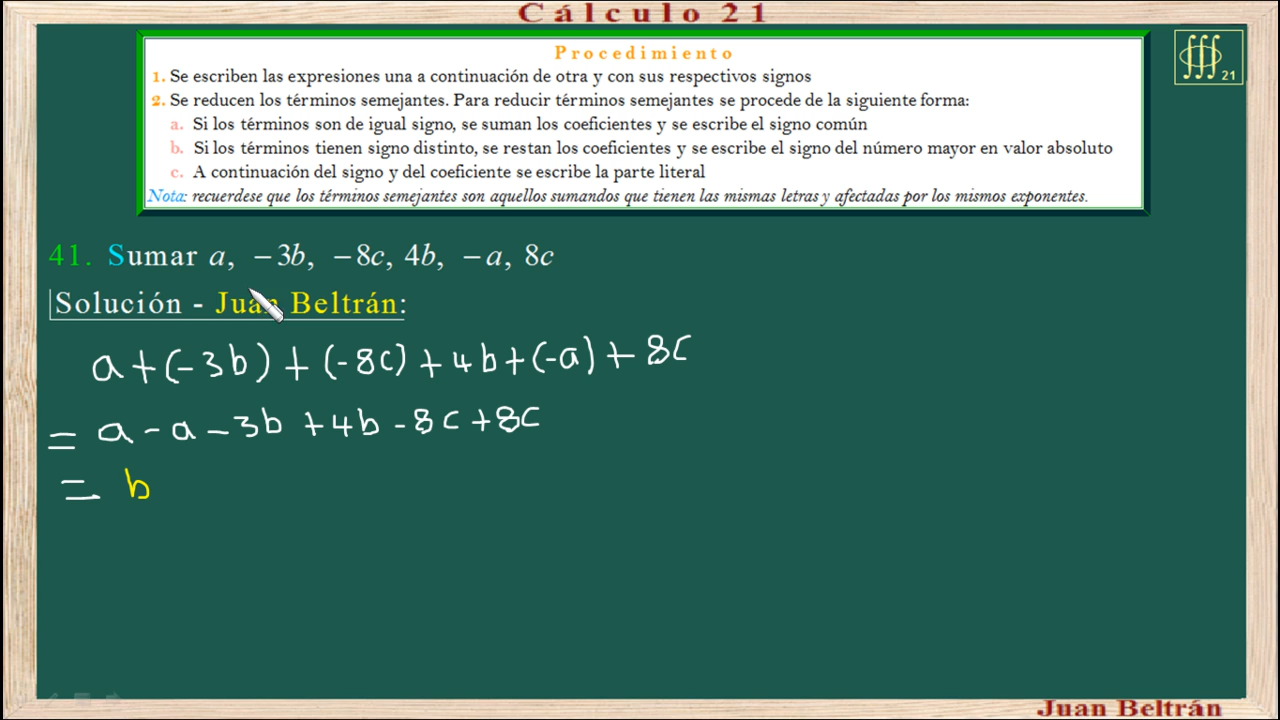 Cálculo 21
Procedimiento
1. Se escriben las expresiones una a continuación de otra y con sus respectivos signos
2. Se reducen los términos semejantes. Para reducir términos semejantes se procede de la siguiente forma:
a. Si los términos son de igual signo, se suman los coeficientes y se escribe el signo común
b. Si los términos tienen signo distinto, se restan los coeficientes y se escribe el signo del número mayor en valor absoluto
c. A continuación del signo y del coeficiente se escribe la parte literal
Nota: recuerdese que los términos semejantes son aquellos sumandos que tienen las mismas letras y afectadas por los mismos exponentes.
∯ 21
41. Sumar a, −3b, −8c, 4b, −a, 8c
Solución - Juan Beltrán:
a+(-3b)+(-8c)+4b+(-a)+8c
= a-a-3b+4b-8c+8c
= b
Juan Beltrán